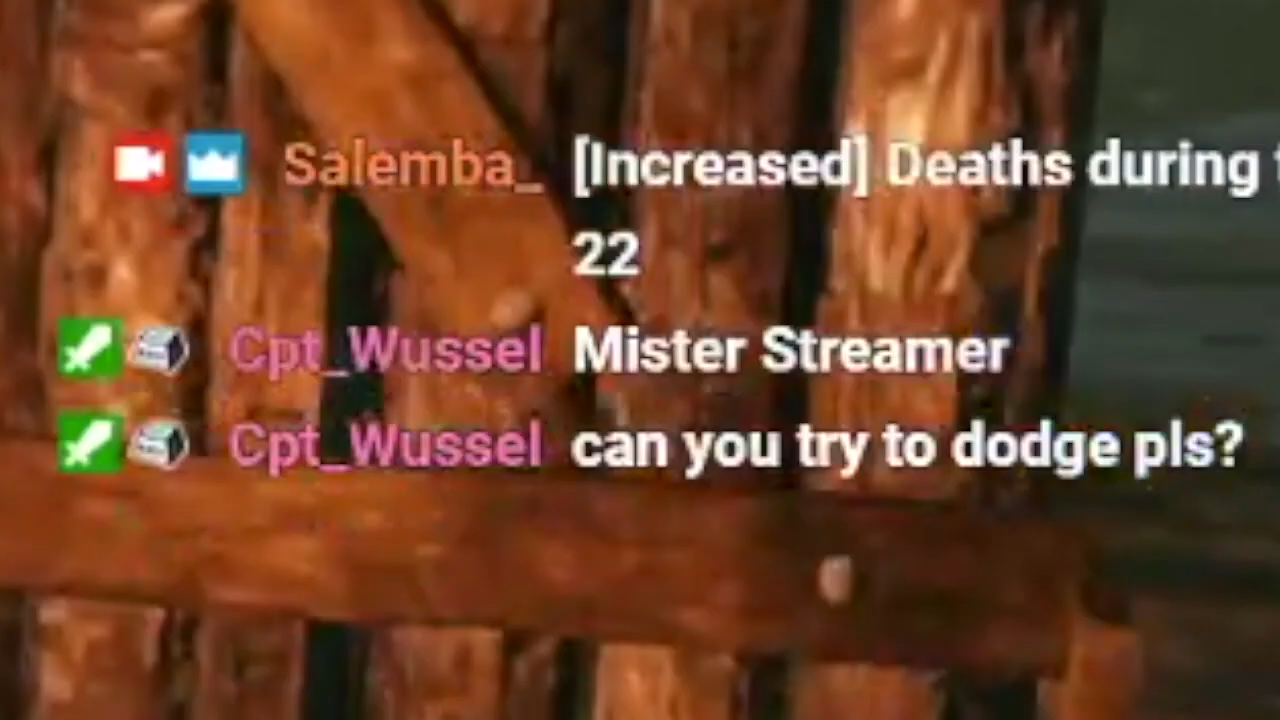 Salemba_ [Increased] Deaths during
22
Cpt_Wussel Mister Streamer
Cpt_Wussel can you try to dodge pls?